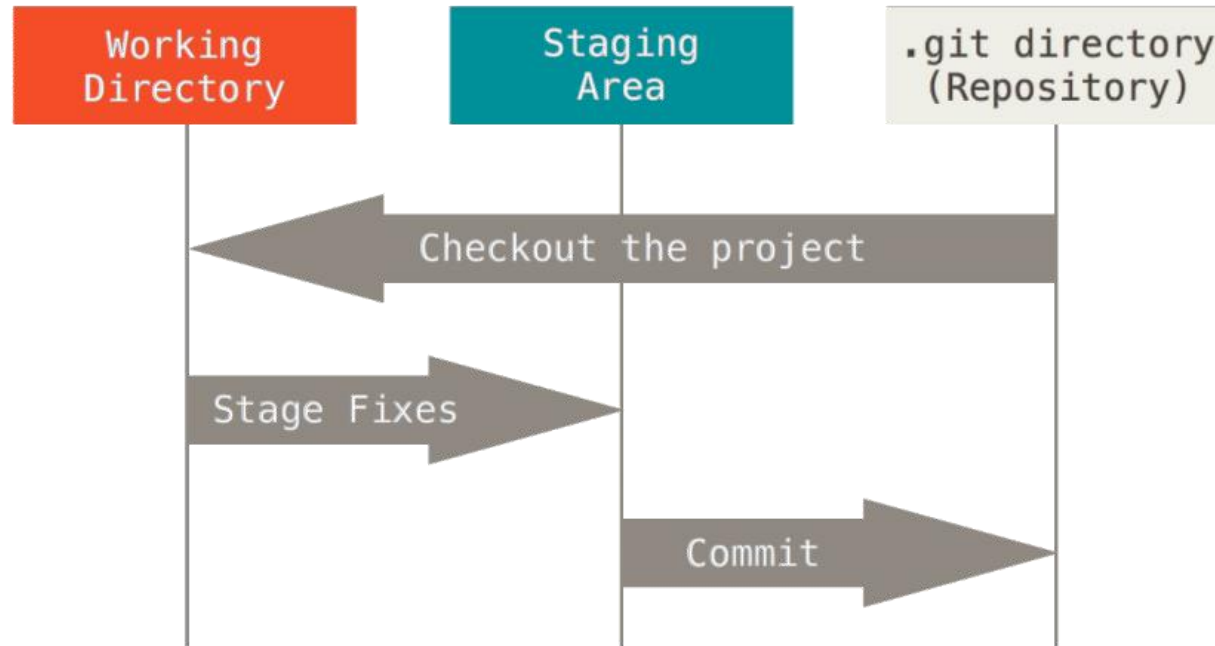 Working
Directory
Staging
Area
.git directory
(Repository)
Checkout the project
Stage Fixes
Commit